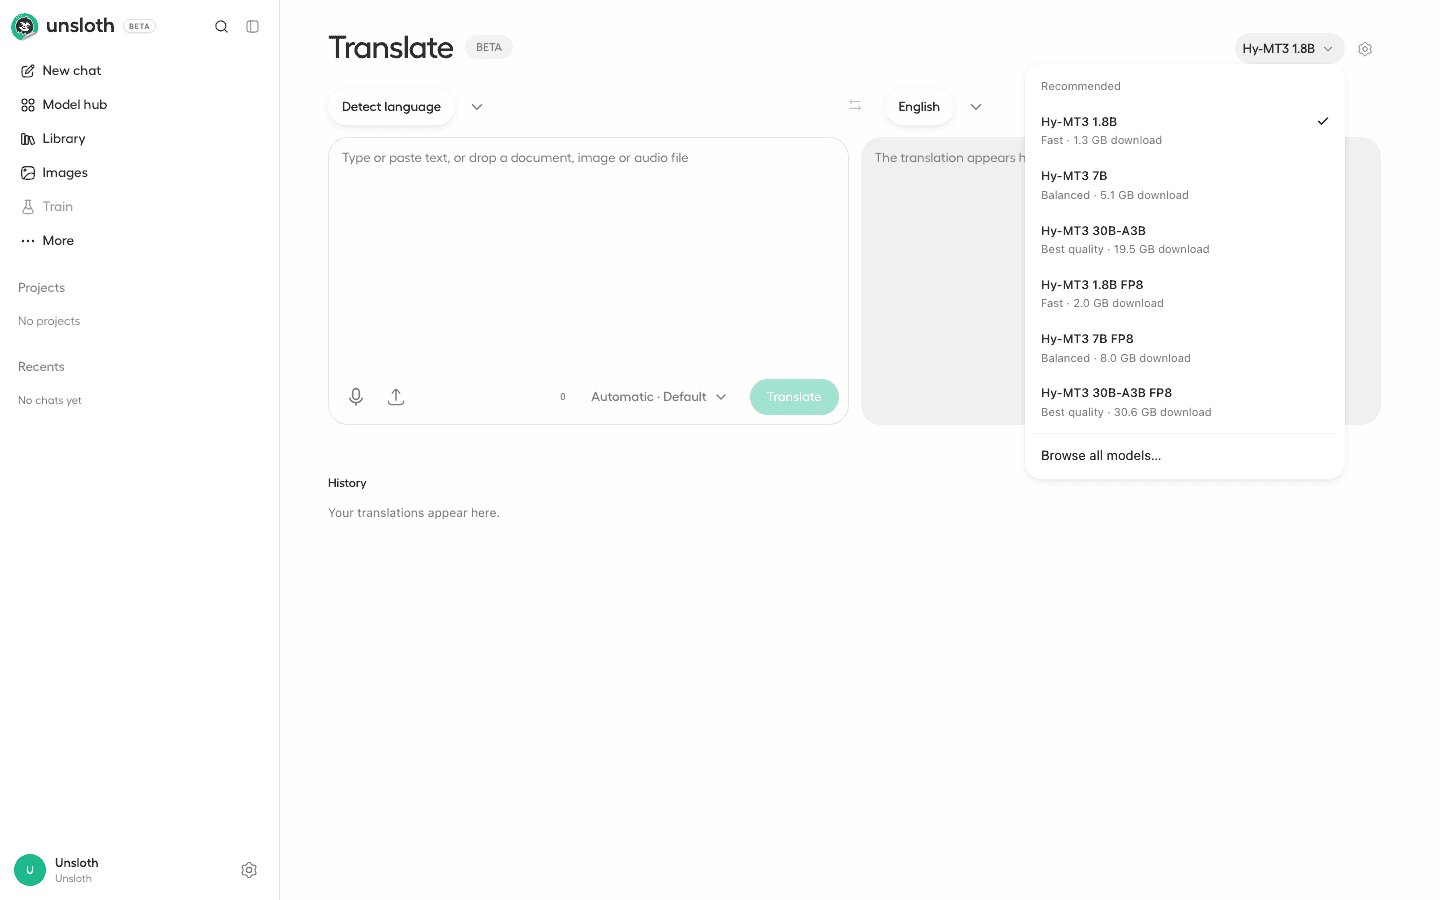 unsloth BETA
New chat
Model hub
Library
Images
Train
More
Projects
No projects
Recents
No chats yet
U
Unsloth
Unsloth
Translate BETA
Hy-MT3 1.8B
Detect language
English
Type or paste text, or drop a document, image or audio file
The translation appears h
0
Automatic · Default
Translate
Recommended
Hy-MT3 1.8B
Fast · 1.3 GB download
Hy-MT3 7B
Balanced · 5.1 GB download
Hy-MT3 30B-A3B
Best quality · 19.5 GB download
Hy-MT3 1.8B FP8
Fast · 2.0 GB download
Hy-MT3 7B FP8
Balanced · 8.0 GB download
Hy-MT3 30B-A3B FP8
Best quality · 30.6 GB download
Browse all models...
History
Your translations appear here.